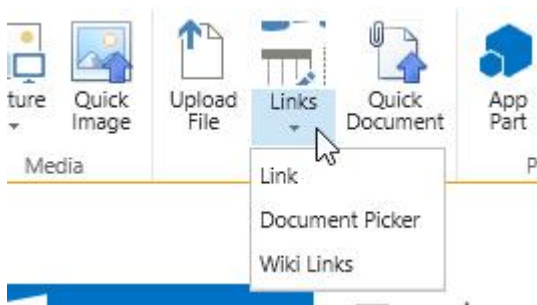 ture
Quick
Image
Upload
File
Links
Quick
Document
App
Part
Media
P
Link
Document Picker
Wiki Links